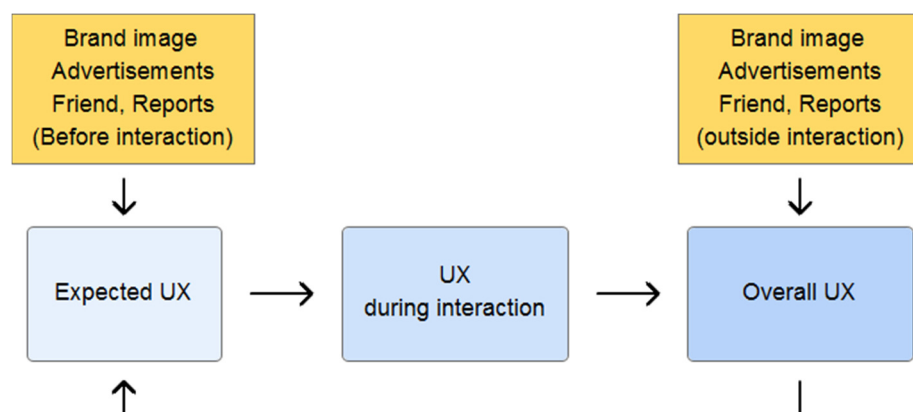 Brand image
Advertisements
Friend, Reports
(Before interaction)
Brand image
Advertisements
Friend, Reports
(outside interaction)
Expected UX
UX
during interaction
Overall UX